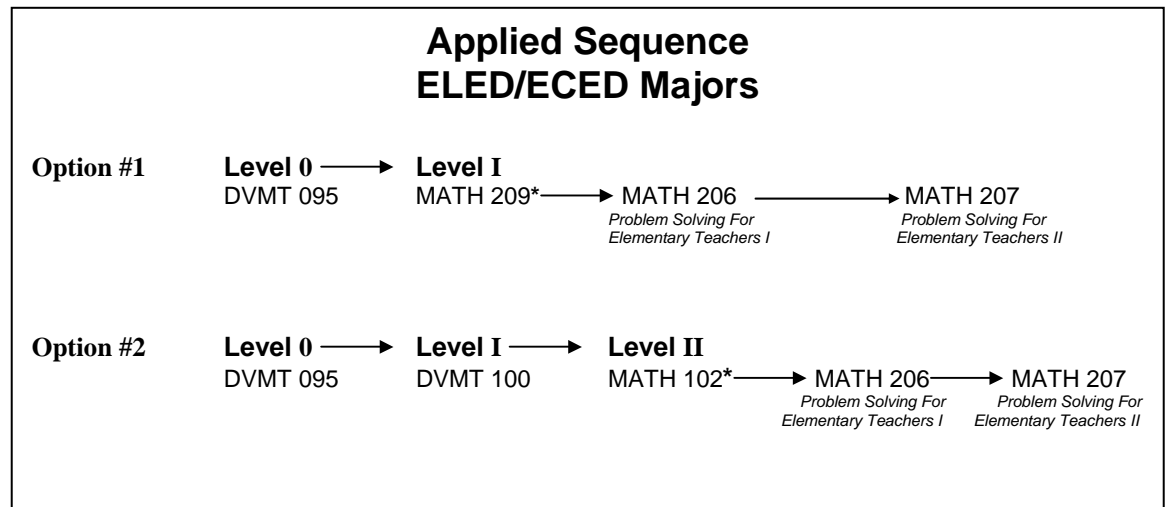 Applied Sequence
ELED/ECED Majors
Option #1 Level 0 Level I
DVMT 095 MATH 209* MATH 206 MATH 207
Problem Solving For Problem Solving For
Elementary Teachers I Elementary Teachers II
Option #2 Level 0 Level I Level II
DVMT 095 DVMT 100 MATH 102* MATH 206 MATH 207
Problem Solving For Problem Solving For
Elementary Teachers I Elementary Teachers II